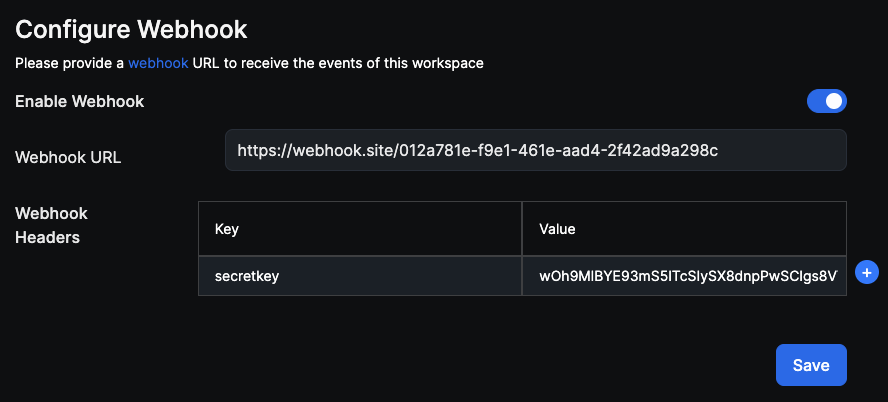 Configure Webhook
Please provide a webhook URL to receive the events of this workspace
Enable Webhook
Webhook URL
https://webhook.site/012a781e-f9e1-461e-aad4-2f42ad9a298c
Webhook
Headers
Key Value
secretkey
Save